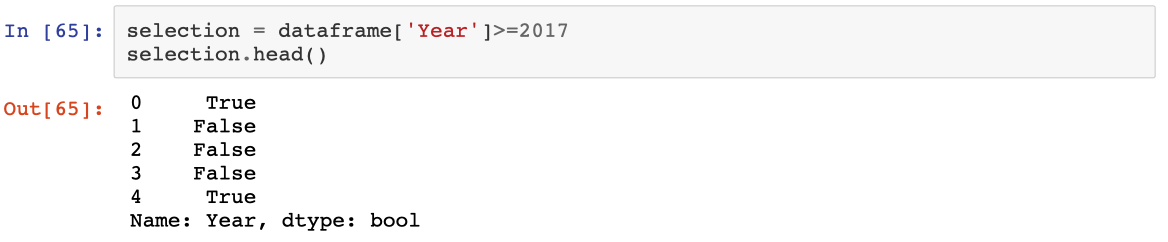 In [65]: selection = dataframe['Year']>=2017
selection.head()
Out[65]: 0 True
1 False
2 False
3 False
4 True
Name: Year, dtype: bool